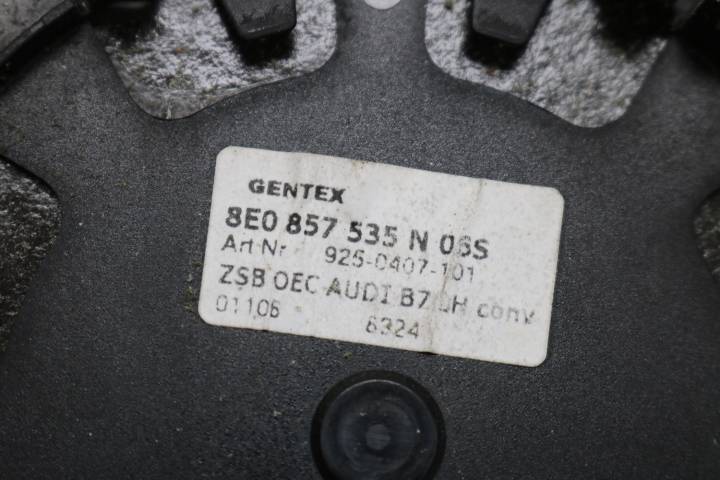 GENTEX
8E0 857 535 N 06S
Art Nr 925-0407-101
ZSB OEC AUDI B7 LH conv
01106 6324